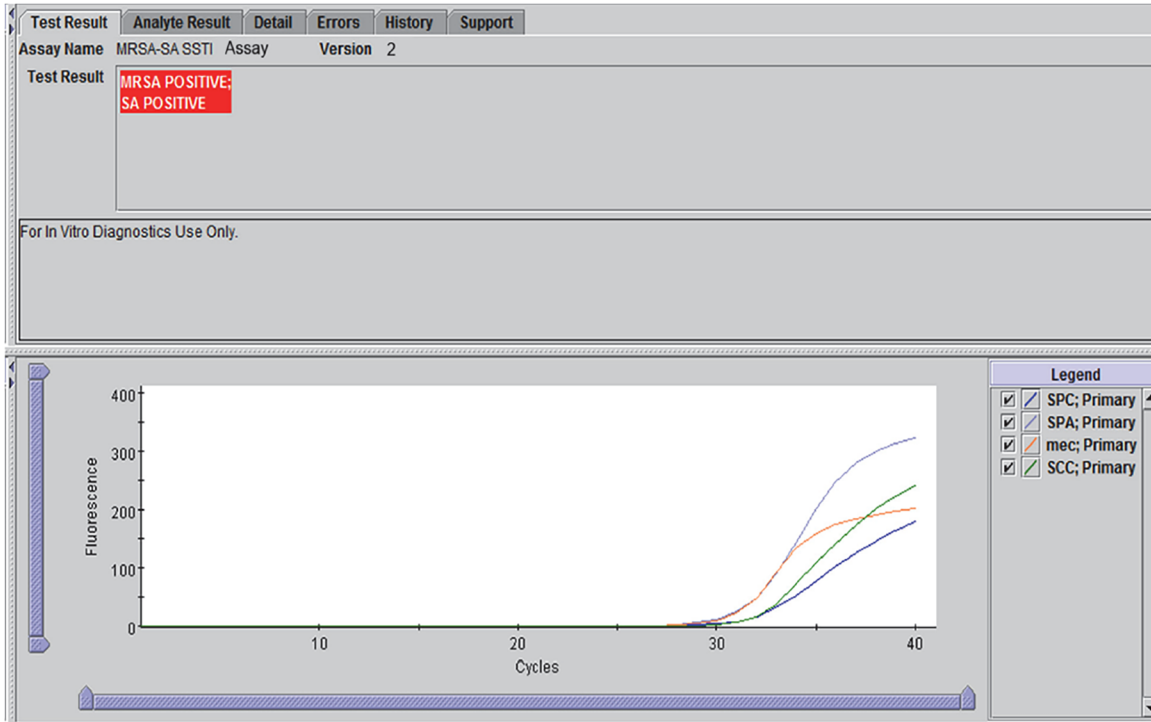 Test Result Analyte Result Detail Errors History Support
Assay Name MRSA-SA SSTI Assay Version 2
Test Result MRSA POSITIVE;
SA POSITIVE
For In Vitro Diagnostics Use Only.
Legend
SPC; Primary
SPA; Primary
mec; Primary
SCC; Primary
400
300
200
100
0
Fluorescence
10 20 30 40
Cycles